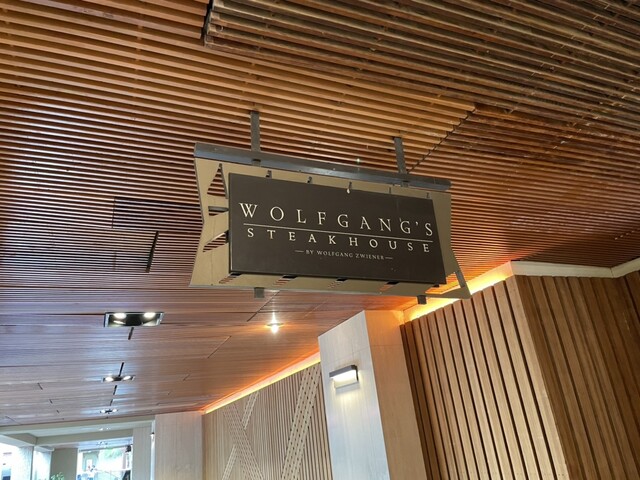 WOLFGANG'S
STEAKHOUSE
— BY WOLFGANG ZWIENER —